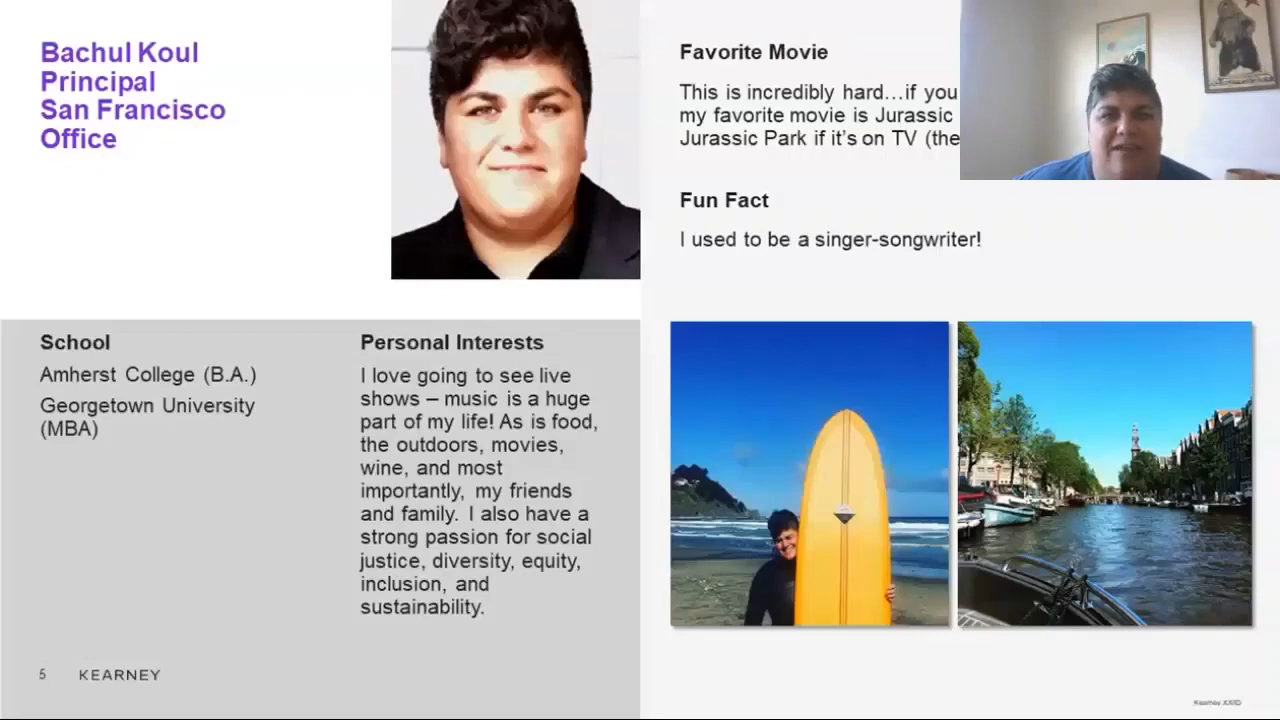 Bachul Koul
Principal
San Francisco
Office
Favorite Movie
This is incredibly hard…if you
my favorite movie is Jurassic
Jurassic Park if it's on TV (the
Fun Fact
I used to be a singer-songwriter!
School
Amherst College (B.A.)
Georgetown University
(MBA)
Personal Interests
I love going to see live
shows – music is a huge
part of my life! As is food,
the outdoors, movies,
wine, and most
importantly, my friends
and family. I also have a
strong passion for social
justice, diversity, equity,
inclusion, and
sustainability.
5 KEARNEY
Kearney